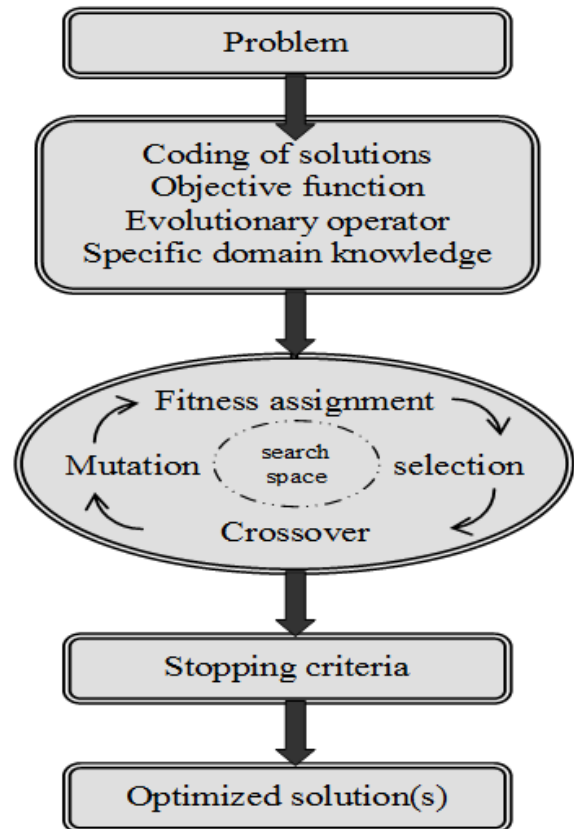 Problem
Coding of solutions
Objective function
Evolutionary operator
Specific domain knowledge
Fitness assignment
Mutation
search
space
selection
Crossover
Stopping criteria
Optimized solution(s)